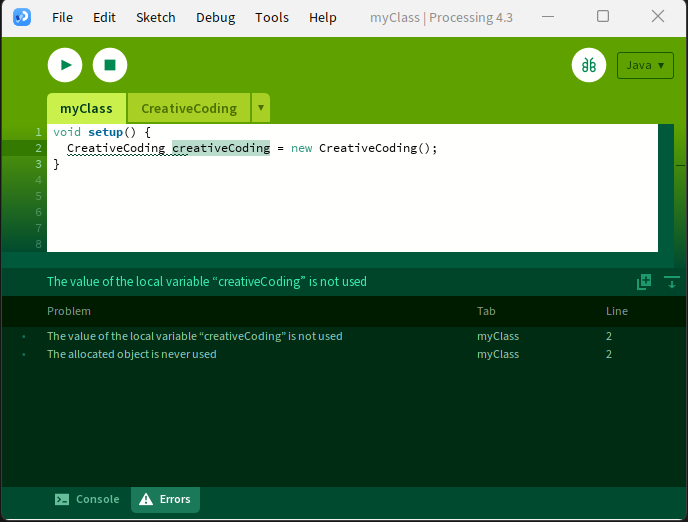 File Edit Sketch Debug Tools Help myClass | Processing 4.3
Java ▾
myClass CreativeCoding ▾
1 void setup() {
2 CreativeCoding creativeCoding = new CreativeCoding();
3 }
4
5
6
7
8
The value of the local variable “creativeCoding” is not used
Problem Tab Line
• The value of the local variable “creativeCoding” is not used myClass 2
• The allocated object is never used myClass 2
Console Errors